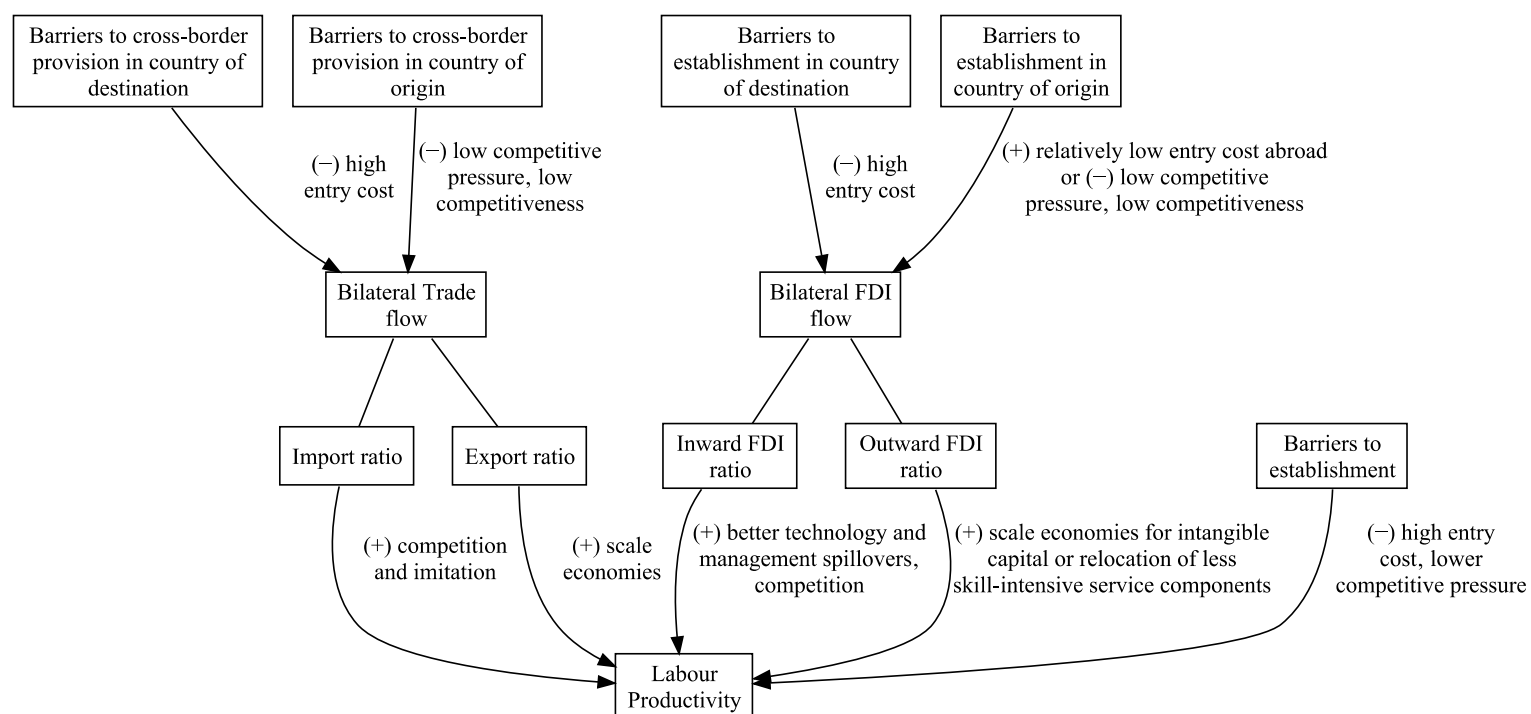 Barriers to cross-border
provision in country of
destination
Barriers to cross-border
provision in country of
origin
Barriers to
establishment in country
of destination
Barriers to
establishment in
country of origin
(−) high
entry cost
(−) low competitive
pressure, low
competitiveness
(−) high
entry cost
(+) relatively low entry cost abroad
or (−) low competitive
pressure, low competitiveness
Bilateral Trade
flow
Bilateral FDI
flow
Import ratio
Export ratio
Inward FDI
ratio
Outward FDI
ratio
Barriers to
establishment
(+) competition
and imitation
(+) scale
economies
(+) better technology and
management spillovers,
competition
(+) scale economies for intangible
capital or relocation of less
skill-intensive service components
(−) high entry
cost, lower
competitive pressure
Labour
Productivity